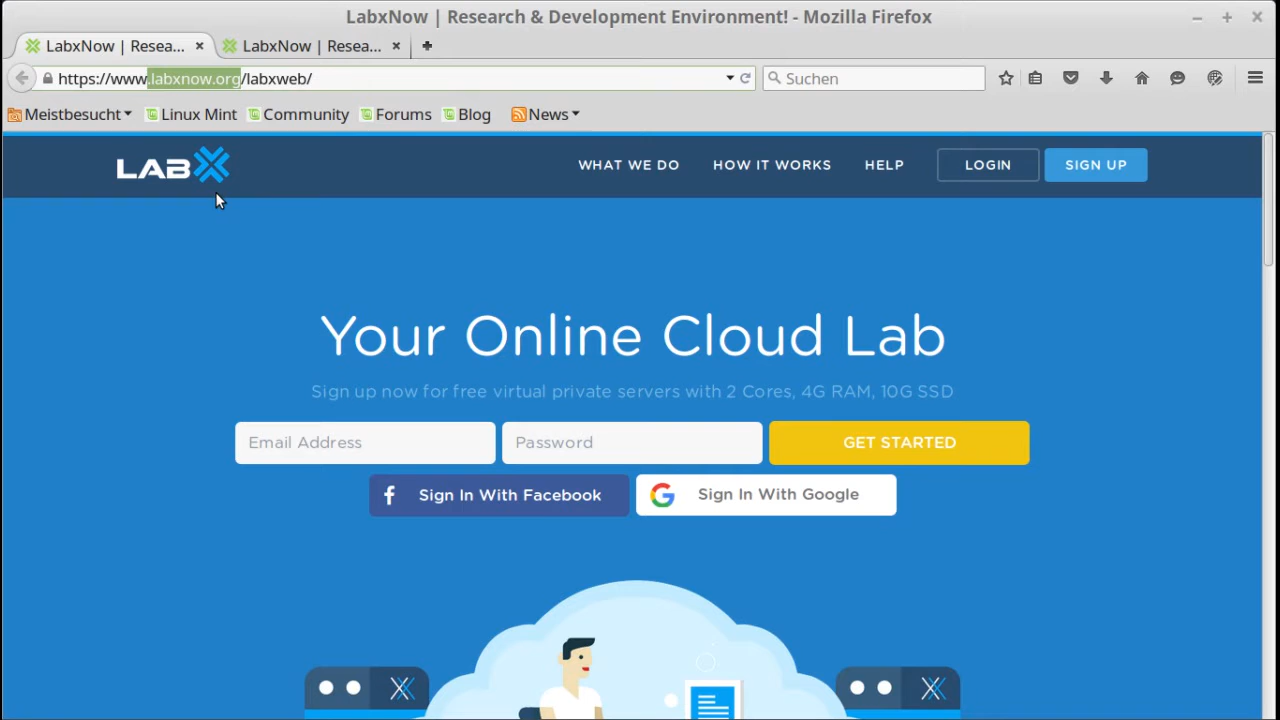 LabxNow | Research & Development Environment! - Mozilla Firefox
LabxNow | Resea...
LabxNow | Resea...
https://www.labxnow.org/labxweb/
Suchen
Meistbesucht
Linux Mint
Community
Forums
Blog
News
LABX
WHAT WE DO
HOW IT WORKS
HELP
LOGIN
SIGN UP
Your Online Cloud Lab
Sign up now for free virtual private servers with 2 Cores, 4G RAM, 10G SSD
Email Address
Password
GET STARTED
Sign In With Facebook
Sign In With Google